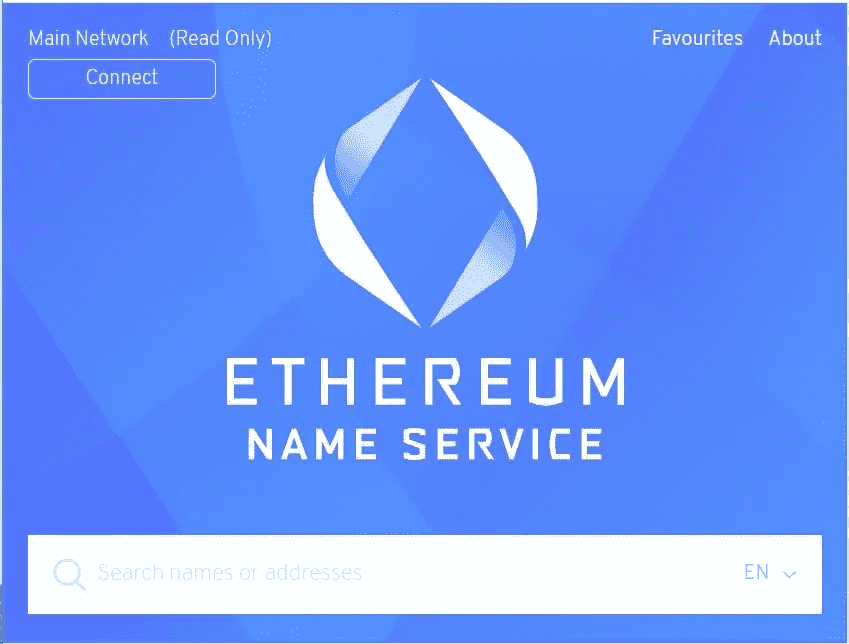 Main Network (Read Only) Favourites About
Connect
ETHEREUM
NAME SERVICE
Search names or addresses EN